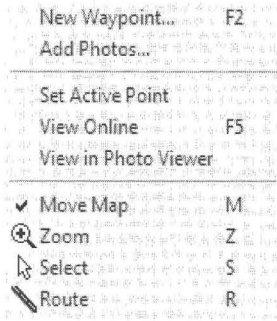 New Waypoint... F2
Add Photos...
Set Active Point
View Online F5
View in Photo Viewer
Move Map M
Zoom Z
Select S
Route R